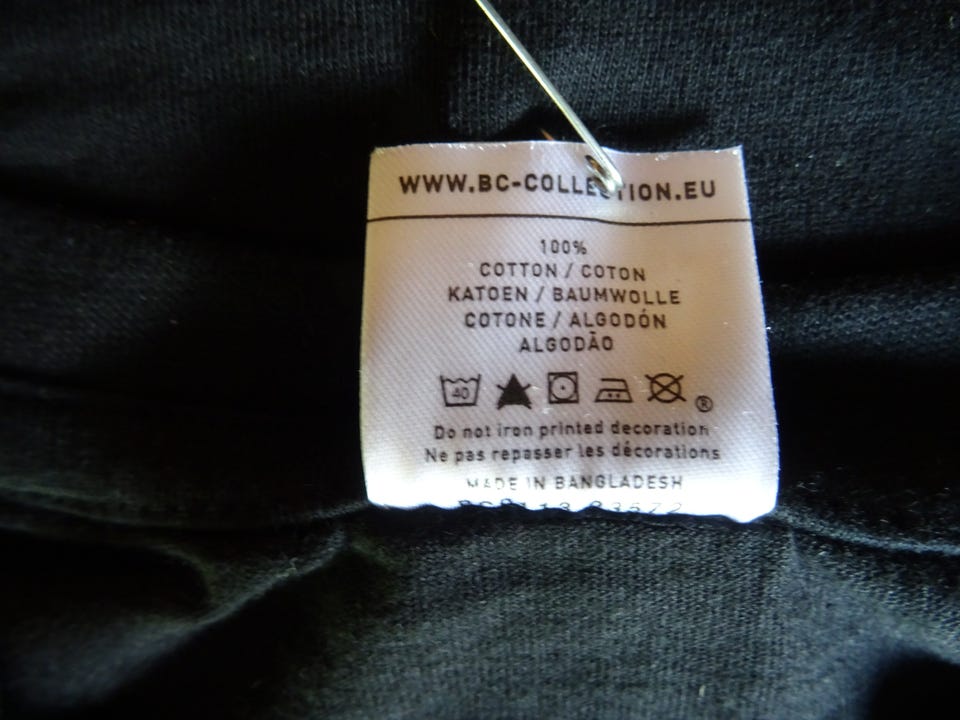 WWW.BC-COLLECTION.EU
100%
COTTON / COTON
KATOEN / BAUMWOLLE
COTONE / ALGODÓN
ALGODÃO
40
®
Do not iron printed decoration
Ne pas repasser les décorations
MADE IN BANGLADESH